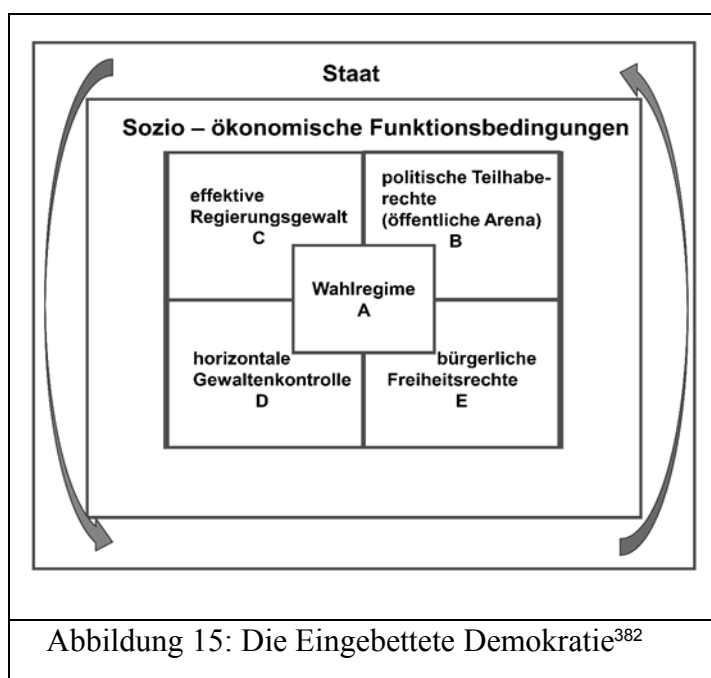 Staat
Sozio – ökonomische Funktionsbedingungen
effektive
Regierungsgewalt
C
politische Teilhabe-
rechte
(öffentliche Arena)
B
Wahlregime
A
horizontale
Gewaltenkontrolle
D
bürgerliche
Freiheitsrechte
E
Abbildung 15: Die Eingebettete Demokratie³⁸²